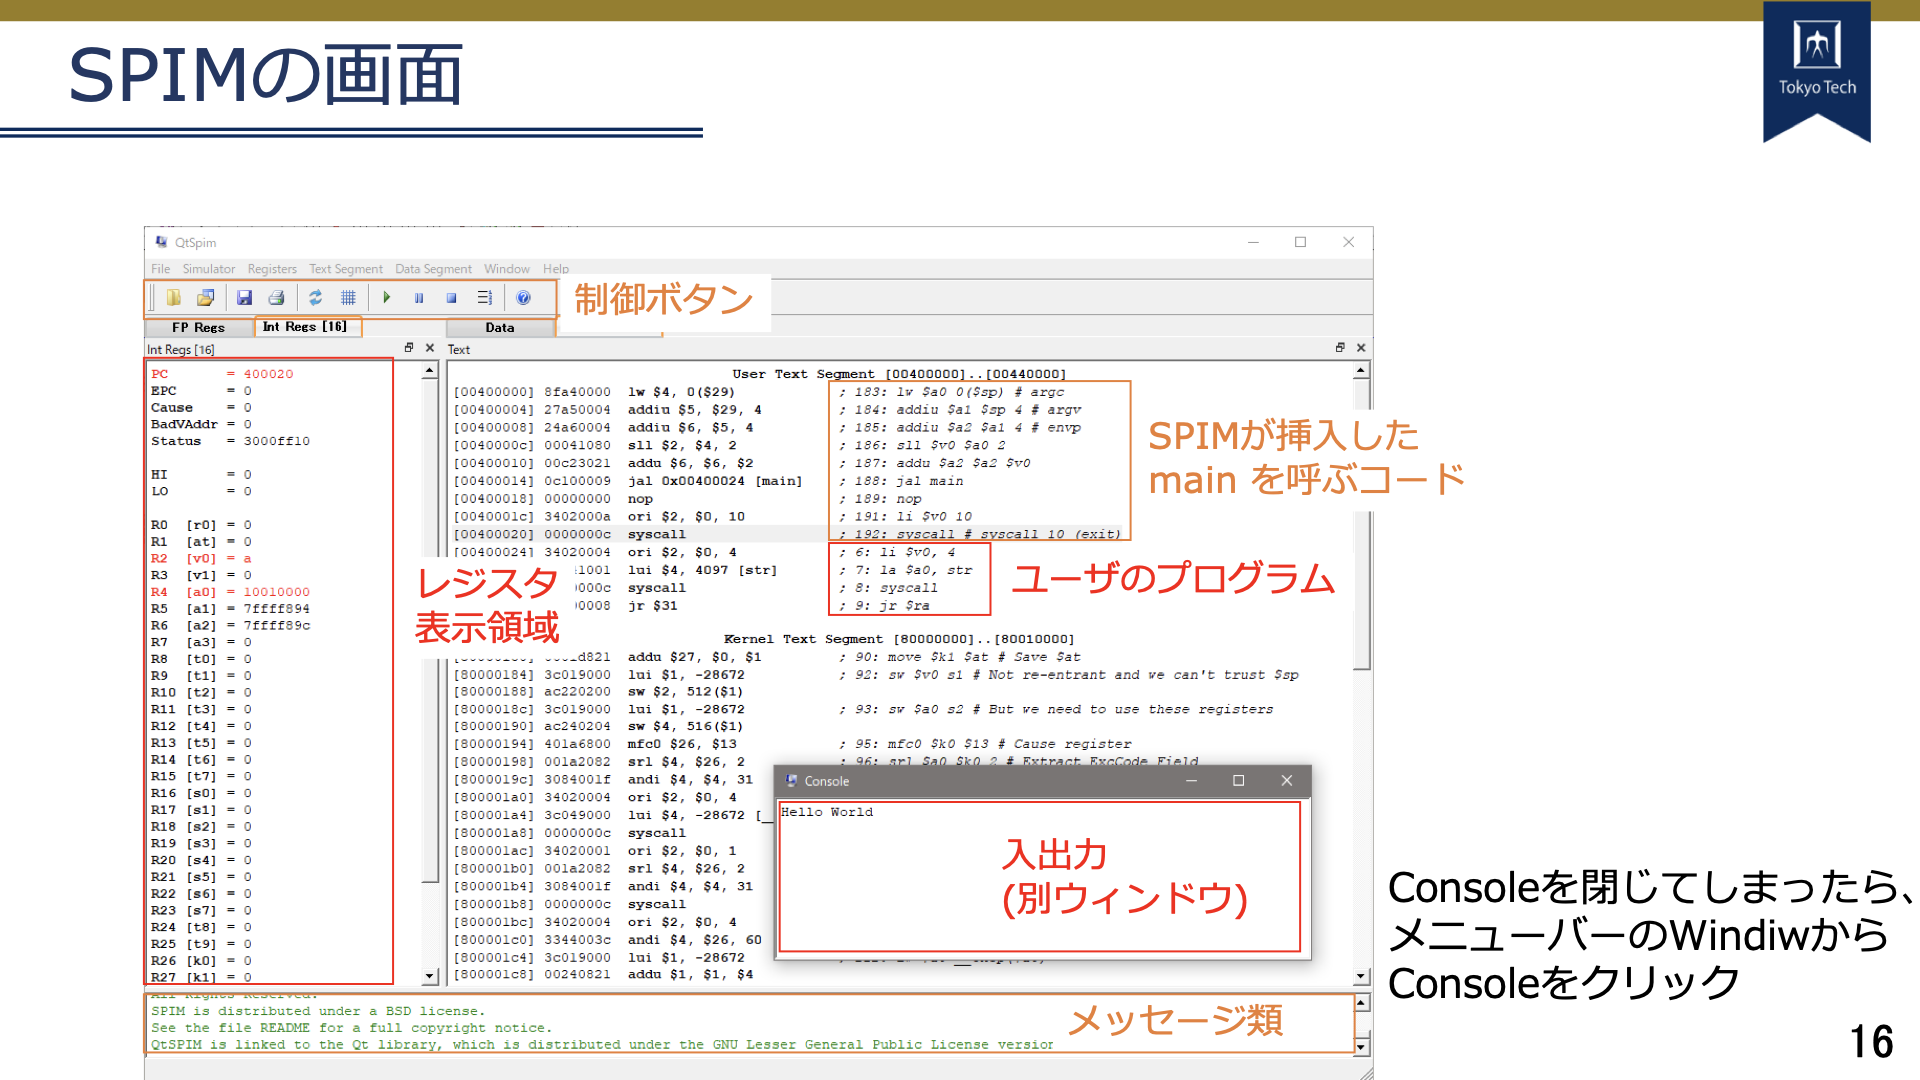 SPIMの画面
Tokyo Tech
QtSpim
File Simulator Registers Text Segment Data Segment Window Help
制御ボタン
FP Regs Int Regs [16] Data
Int Regs [16]
Text
PC = 400020
EPC = 0
Cause = 0
BadVAddr = 0
Status = 3000ff10
HI = 0
LO = 0
R0 [r0] = 0
R1 [at] = 0
R2 [v0] = a
R3 [v1] = 0
R4 [a0] = 10010000
R5 [a1] = 7ffff894
R6 [a2] = 7ffff89c
R7 [a3] = 0
R8 [t0] = 0
R9 [t1] = 0
R10 [t2] = 0
R11 [t3] = 0
R12 [t4] = 0
R13 [t5] = 0
R14 [t6] = 0
R15 [t7] = 0
R16 [s0] = 0
R17 [s1] = 0
R18 [s2] = 0
R19 [s3] = 0
R20 [s4] = 0
R21 [s5] = 0
R22 [s6] = 0
R23 [s7] = 0
R24 [t8] = 0
R25 [t9] = 0
R26 [k0] = 0
R27 [k1] = 0
レジスタ
表示領域
User Text Segment [00400000]..[00440000]
[00400000] 8fa40000 lw $4, 0($29) ; 183: lw $a0 0($sp) # argc
[00400004] 27a50004 addiu $5, $29, 4 ; 184: addiu $a1 $sp 4 # argv
[00400008] 24a60004 addiu $6, $5, 4 ; 185: addiu $a2 $a1 4 # envp
[0040000c] 00041080 sll $2, $4, 2 ; 186: sll $v0 $a0 2
[00400010] 00c23021 addu $6, $6, $2 ; 187: addu $a2 $a2 $v0
[00400014] 0c100009 jal 0x00400024 [main] ; 188: jal main
[00400018] 00000000 nop ; 189: nop
[0040001c] 3402000a ori $2, $0, 10 ; 191: li $v0 10
[00400020] 0000000c syscall ; 192: syscall # syscall 10 (exit)
[00400024] 34020004 ori $2, $0, 4 ; 6: li $v0, 4
1001 lui $4, 4097 [str] ; 7: la $a0, str
000c syscall ; 8: syscall
0008 jr $31 ; 9: jr $ra
SPIMが挿入した
main を呼ぶコード
ユーザのプログラム
Kernel Text Segment [80000000]..[80010000]
d821 addu $27, $0, $1 ; 90: move $k1 $at # Save $at
[80000184] 3c019000 lui $1, -28672 ; 92: sw $v0 s1 # Not re-entrant and we can't trust $sp
[80000188] ac220200 sw $2, 512($1)
[8000018c] 3c019000 lui $1, -28672 ; 93: sw $a0 s2 # But we need to use these registers
[80000190] ac240204 sw $4, 516($1)
[80000194] 401a6800 mfc0 $26, $13 ; 95: mfc0 $k0 $13 # Cause register
[80000198] 001a2082 srl $4, $26, 2 ; 96: srl $a0 $k0 2 # Extract ExcCode Field
[8000019c] 3084001f andi $4, $4, 31
[800001a0] 34020004 ori $2, $0, 4
[800001a4] 3c049000 lui $4, -28672 [__
[800001a8] 0000000c syscall
[800001ac] 34020001 ori $2, $0, 1
[800001b0] 001a2082 srl $4, $26, 2
[800001b4] 3084001f andi $4, $4, 31
[800001b8] 0000000c syscall
[800001bc] 34020004 ori $2, $0, 4
[800001c0] 3344003c andi $4, $26, 60
[800001c4] 3c019000 lui $1, -28672
[800001c8] 00240821 addu $1, $1, $4
Console
Hello World
入出力
(別ウィンドウ)
Consoleを閉じてしまったら、
メニューバーのWindiwから
Consoleをクリック
All Rights Reserved.
SPIM is distributed under a BSD license.
See the file README for a full copyright notice.
QtSPIM is linked to the Qt library, which is distributed under the GNU Lesser General Public License version
メッセージ類
16